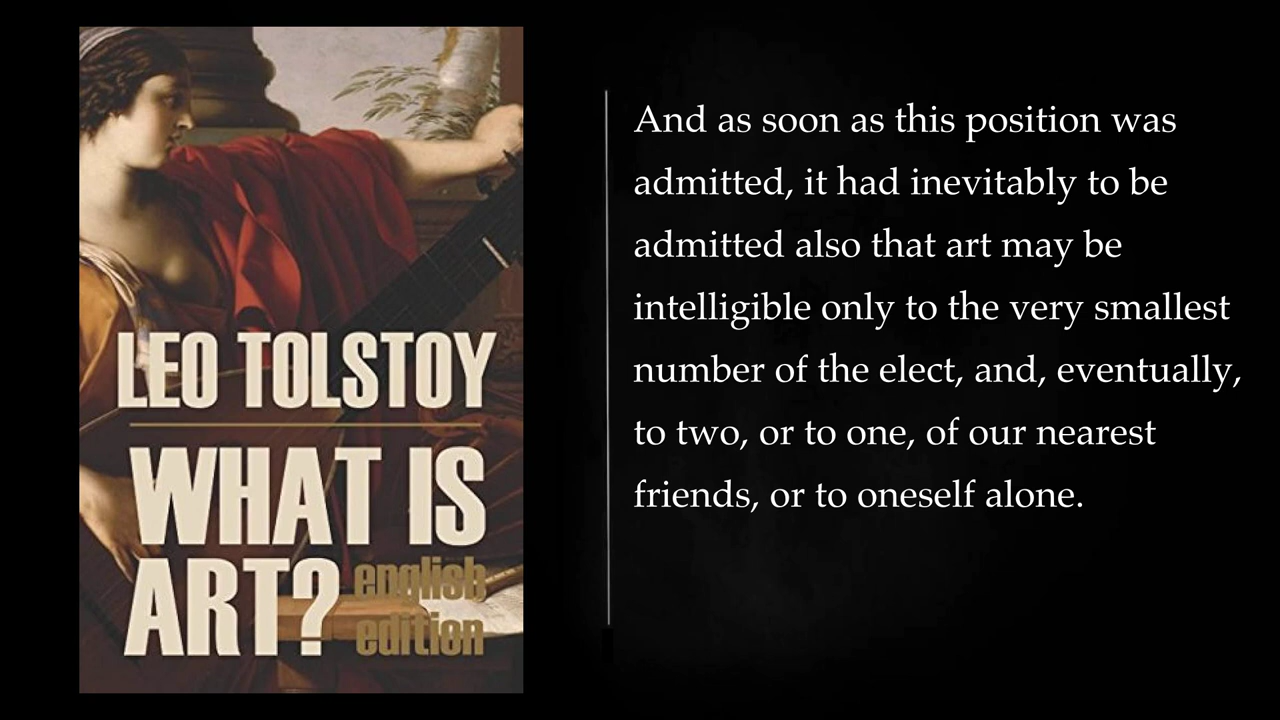 LEO TOLSTOY
WHAT IS
ART?
english
edition
And as soon as this position was
admitted, it had inevitably to be
admitted also that art may be
intelligible only to the very smallest
number of the elect, and, eventually,
to two, or to one, of our nearest
friends, or to oneself alone.